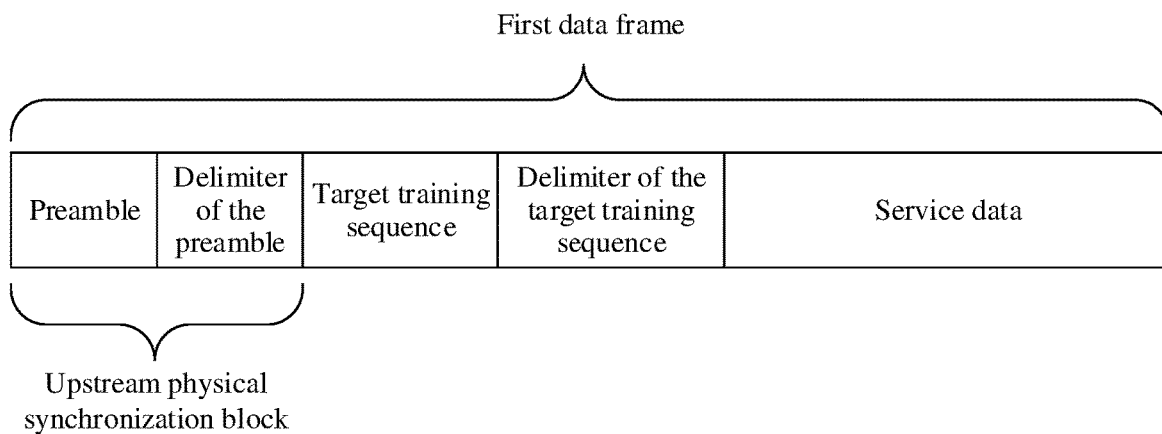 First data frame
Preamble
Delimiter
of the
preamble
Target training
sequence
Delimiter of the
target training
sequence
Service data
Upstream physical
synchronization block